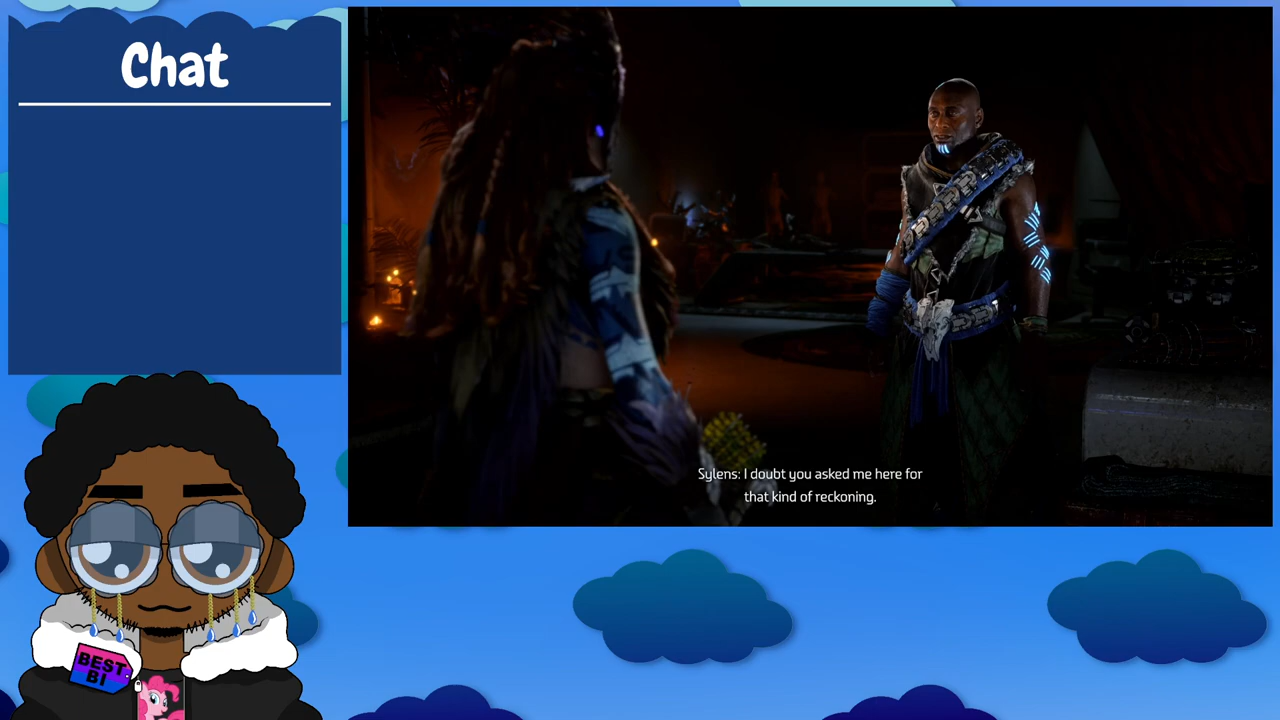 Chat
Sylens: I doubt you asked me here for
that kind of reckoning.
BEST
BI